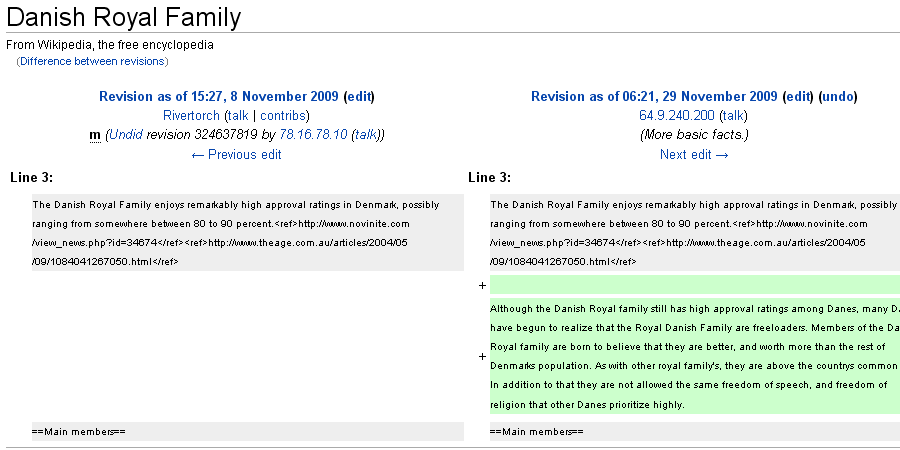 Danish Royal Family
From Wikipedia, the free encyclopedia
(Difference between revisions)
Revision as of 15:27, 8 November 2009 (edit)
Rivertorch (talk | contribs)
m (Undid revision 324637819 by 78.16.78.10 (talk))
← Previous edit
Revision as of 06:21, 29 November 2009 (edit) (undo)
64.9.240.200 (talk)
(More basic facts.)
Next edit →
Line 3:
The Danish Royal Family enjoys remarkably high approval ratings in Denmark, possibly
ranging from somewhere between 80 to 90 percent.<ref>http://www.novinite.com
/view_news.php?id=34674</ref><ref>http://www.theage.com.au/articles/2004/05
/09/1084041267050.html</ref>
==Main members==
Line 3:
The Danish Royal Family enjoys remarkably high approval ratings in Denmark, possibly
ranging from somewhere between 80 to 90 percent.<ref>http://www.novinite.com
/view_news.php?id=34674</ref><ref>http://www.theage.com.au/articles/2004/05
/09/1084041267050.html</ref>
+
+
Although the Danish Royal family still has high approval ratings among Danes, many
have begun to realize that the Royal Danish Family are freeloaders. Members of the
Royal family are born to believe that they are better, and worth more than the rest of
Denmarks population. As with other royal family's, they are above the countrys common
In addition to that they are not allowed the same freedom of speech, and freedom of
religion that other Danes prioritize highly.
==Main members==